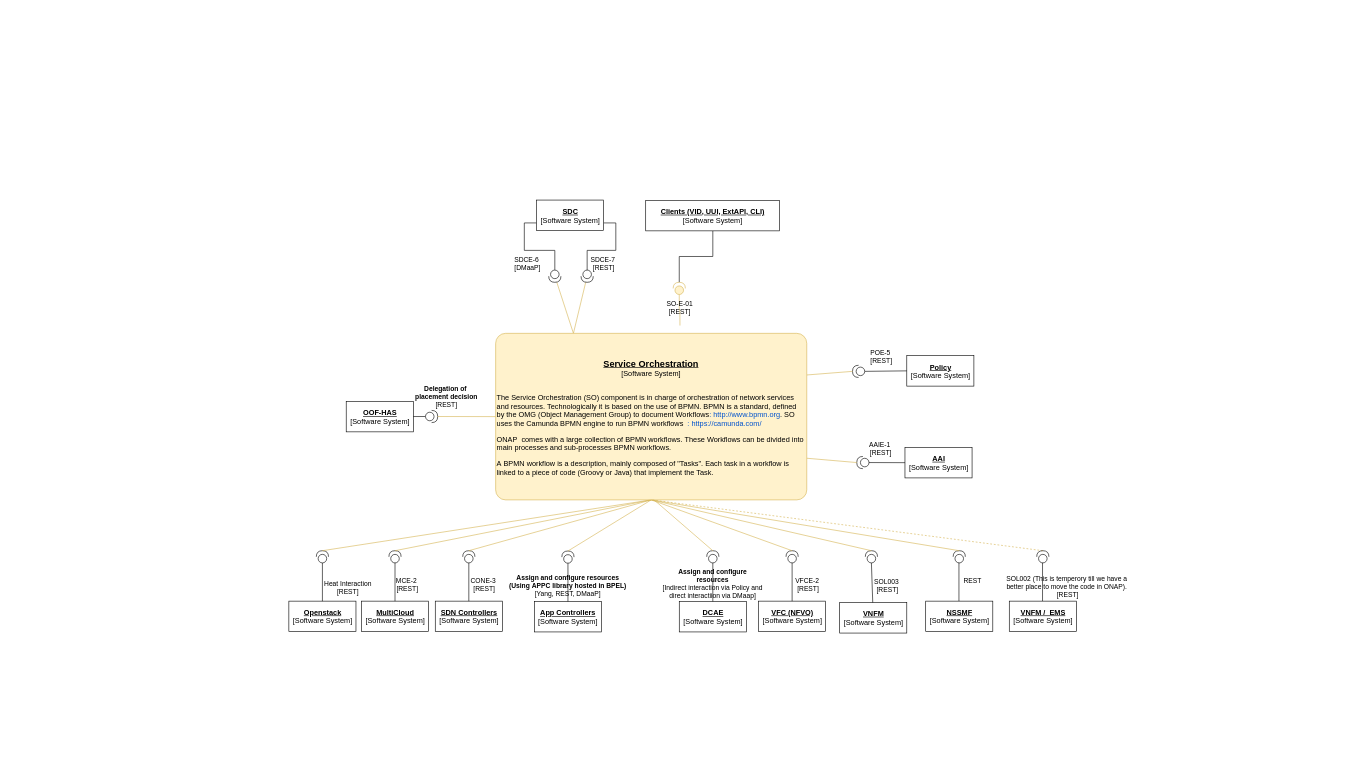 SDC
[Software System]
Clients (VID, UUI, ExtAPI, CLI)
[Software System]
SDCE-6
[DMaaP]
SDCE-7
[REST]
SO-E-01
[REST]
Service Orchestration
[Software System]
The Service Orchestration (SO) component is in charge of orchestration of network services
and resources. Technologically it is based on the use of BPMN. BPMN is a standard, defined
by the OMG (Object Management Group) to document Workflows: http://www.bpmn.org. SO
uses the Camunda BPMN engine to run BPMN workflows : https://camunda.com/
ONAP comes with a large collection of BPMN workflows. These Workflows can be divided into
main processes and sub-processes BPMN workflows.
A BPMN workflow is a description, mainly composed of "Tasks". Each task in a workflow is
linked to a piece of code (Groovy or Java) that implement the Task.
POE-5
[REST]
Policy
[Software System]
Delegation of
placement decision
[REST]
OOF-HAS
[Software System]
AAIE-1
[REST]
AAI
[Software System]
Heat Interaction
[REST]
Openstack
[Software System]
MCE-2
[REST]
MultiCloud
[Software System]
CONE-3
[REST]
SDN Controllers
[Software System]
Assign and configure resources
(Using APPC library hosted in BPEL)
[Yang, REST, DMaaP]
App Controllers
[Software System]
Assign and configure
resources
[Indirect interaction via Policy and
direct interaction via DMaap]
DCAE
[Software System]
VFCE-2
[REST]
VFC (NFVO)
[Software System]
SOL003
[REST]
VNFM
[Software System]
REST
NSSMF
[Software System]
SOL002 (This is temporery till we have a
better place to move the code in ONAP).
[REST]
VNFM / EMS
[Software System]